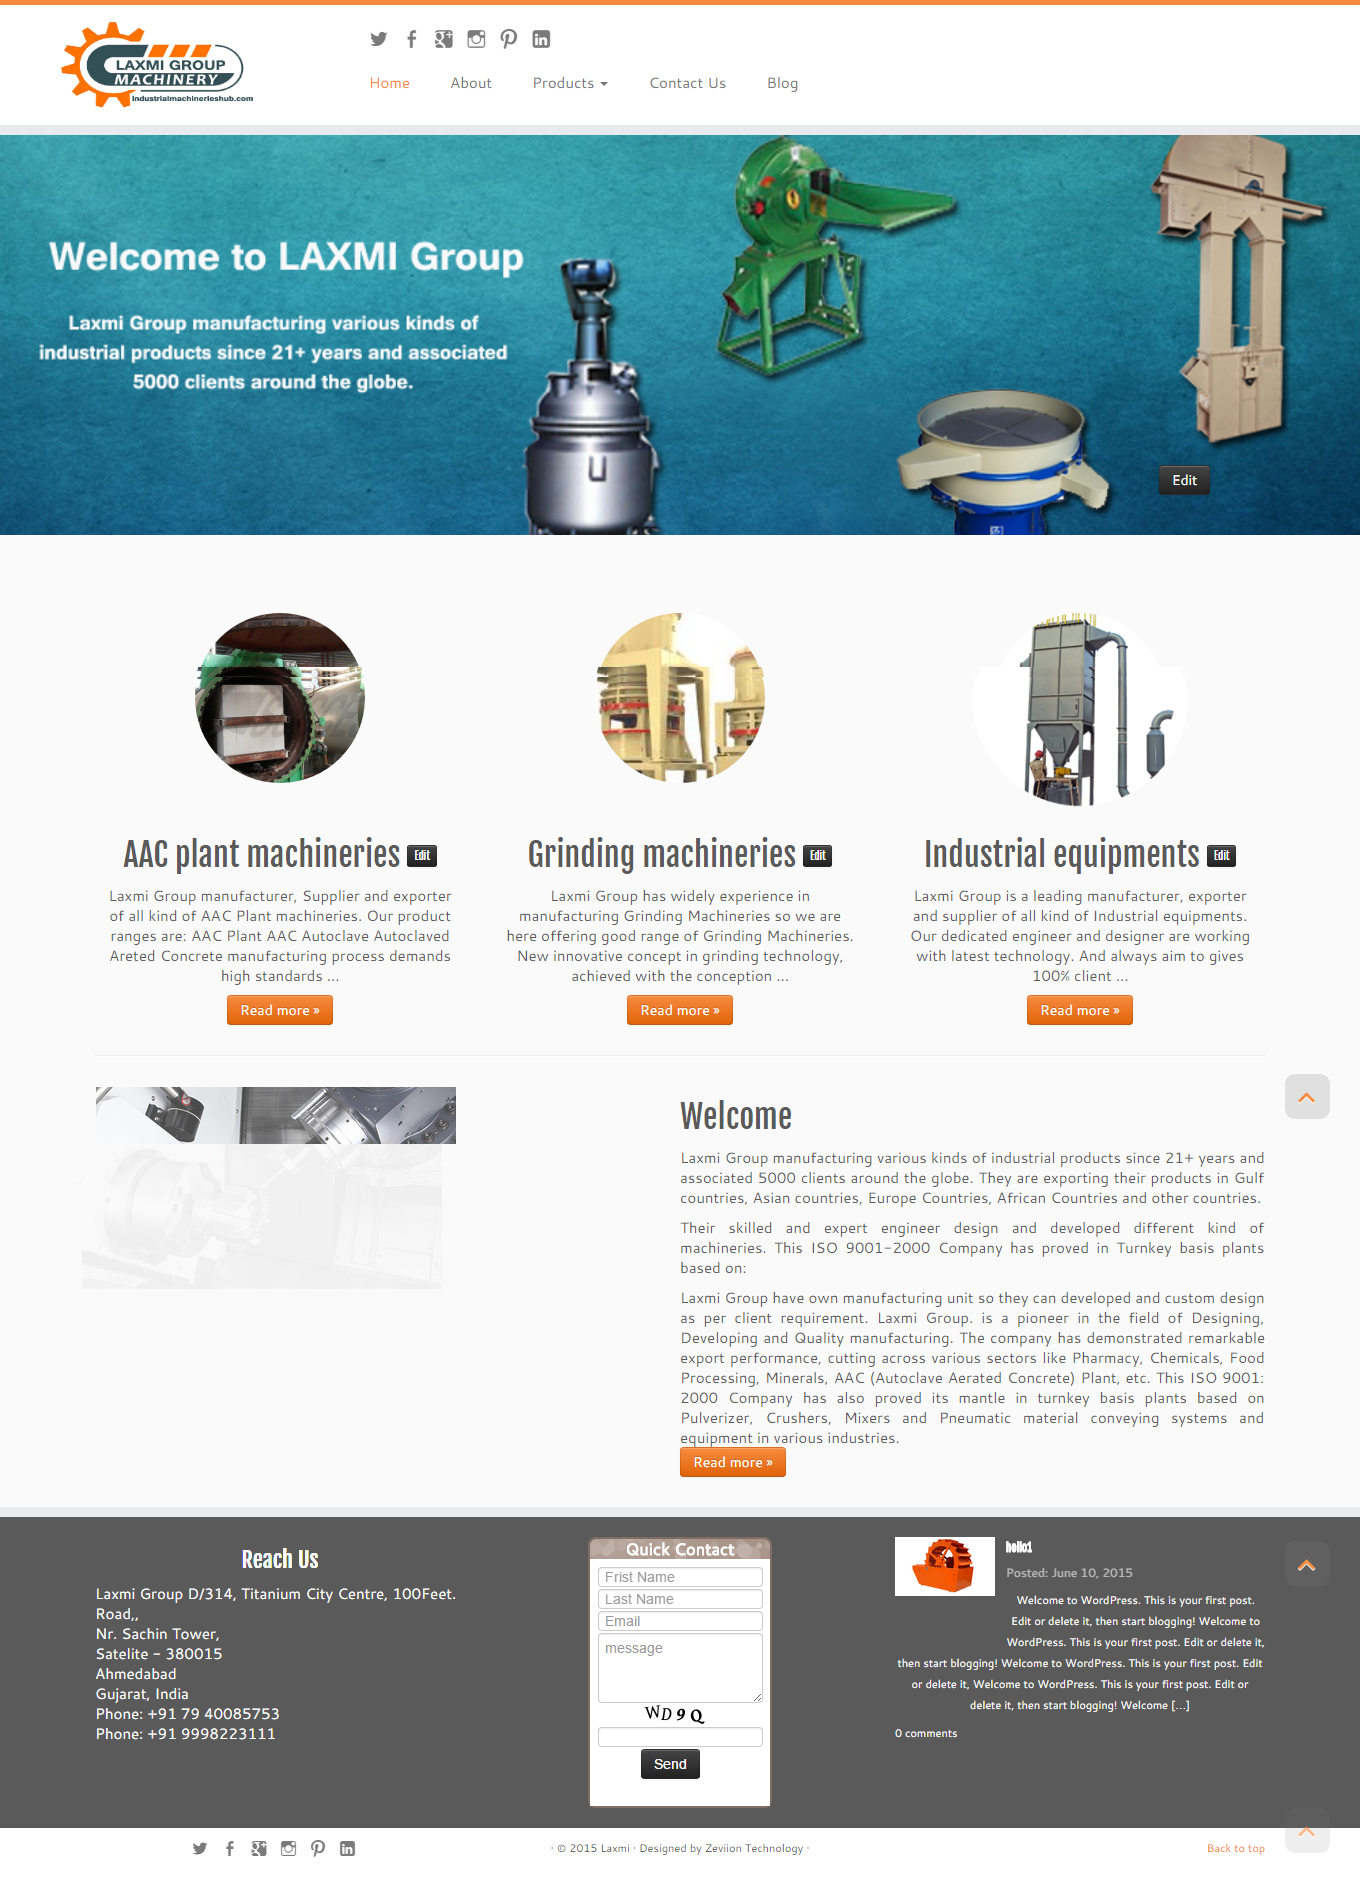 LAXMI GROUP
MACHINERY
industrialmachinerieshub.com
Home About Products Contact Us Blog
Welcome to LAXMI Group
Laxmi Group manufacturing various kinds of
industrial products since 21+ years and associated
5000 clients around the globe.
Edit
AAC plant machineries Edit
Laxmi Group manufacturer, Supplier and exporter
of all kind of AAC Plant machineries. Our product
ranges are: AAC Plant AAC Autoclave Autoclaved
Areted Concrete manufacturing process demands
high standards ...
Read more »
Grinding machineries Edit
Laxmi Group has widely experience in
manufacturing Grinding Machineries so we are
here offering good range of Grinding Machineries.
New innovative concept in grinding technology,
achieved with the conception ...
Read more »
Industrial equipments Edit
Laxmi Group is a leading manufacturer, exporter
and supplier of all kind of Industrial equipments.
Our dedicated engineer and designer are working
with latest technology. And always aim to gives
100% client ...
Read more »
Welcome
Laxmi Group manufacturing various kinds of industrial products since 21+ years and
associated 5000 clients around the globe. They are exporting their products in Gulf
countries, Asian countries, Europe Countries, African Countries and other countries.
Their skilled and expert engineer design and developed different kind of
machineries. This ISO 9001-2000 Company has proved in Turnkey basis plants
based on:
Laxmi Group have own manufacturing unit so they can developed and custom design
as per client requirement. Laxmi Group. is a pioneer in the field of Designing,
Developing and Quality manufacturing. The company has demonstrated remarkable
export performance, cutting across various sectors like Pharmacy, Chemicals, Food
Processing, Minerals, AAC (Autoclave Aerated Concrete) Plant, etc. This ISO 9001:
2000 Company has also proved its mantle in turnkey basis plants based on
Pulverizer, Crushers, Mixers and Pneumatic material conveying systems and
equipment in various industries.
Read more »
Reach Us
Laxmi Group D/314, Titanium City Centre, 100Feet.
Road,,
Nr. Sachin Tower,
Satelite - 380015
Ahmedabad
Gujarat, India
Phone: +91 79 40085753
Phone: +91 9998223111
Quick Contact
Frist Name
Last Name
Email
message
WD9Q
Send
hello1
Posted: June 10, 2015
Welcome to WordPress. This is your first post.
Edit or delete it, then start blogging! Welcome to
WordPress. This is your first post. Edit or delete it,
then start blogging! Welcome to WordPress. This is your first post. Edit
or delete it, Welcome to WordPress. This is your first post. Edit or
delete it, then start blogging! Welcome [...]
0 comments
· © 2015 Laxmi · Designed by Zeviion Technology ·
Back to top